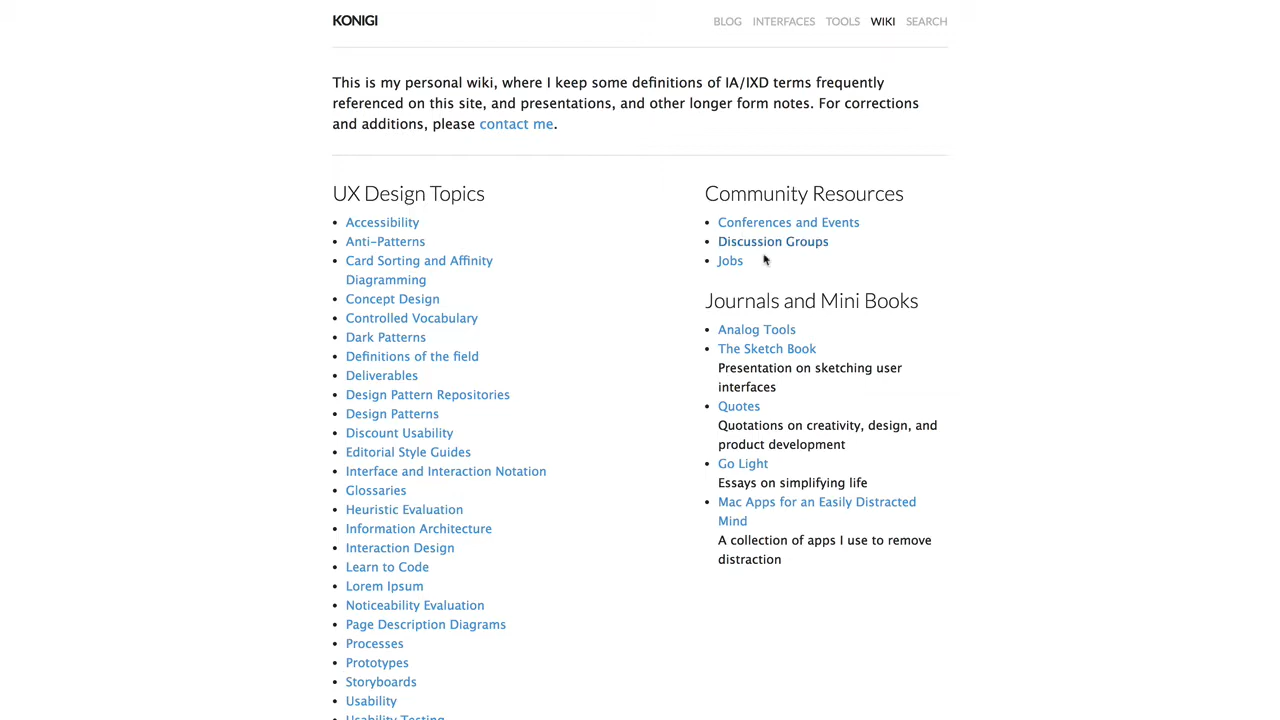 KONIGI
BLOG INTERFACES TOOLS WIKI SEARCH
This is my personal wiki, where I keep some definitions of IA/IXD terms frequently
referenced on this site, and presentations, and other longer form notes. For corrections
and additions, please contact me.
UX Design Topics
Accessibility
Anti-Patterns
Card Sorting and Affinity
Diagramming
Concept Design
Controlled Vocabulary
Dark Patterns
Definitions of the field
Deliverables
Design Pattern Repositories
Design Patterns
Discount Usability
Editorial Style Guides
Interface and Interaction Notation
Glossaries
Heuristic Evaluation
Information Architecture
Interaction Design
Learn to Code
Lorem Ipsum
Noticeability Evaluation
Page Description Diagrams
Processes
Prototypes
Storyboards
Usability
Usability Testing
Community Resources
Conferences and Events
Discussion Groups
Jobs
Journals and Mini Books
Analog Tools
The Sketch Book
Presentation on sketching user
interfaces
Quotes
Quotations on creativity, design, and
product development
Go Light
Essays on simplifying life
Mac Apps for an Easily Distracted
Mind
A collection of apps I use to remove
distraction